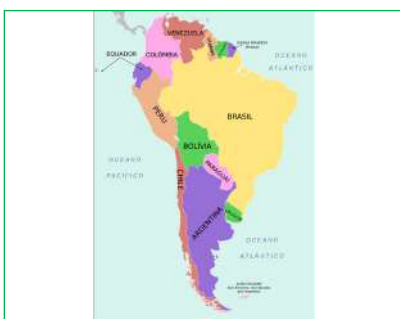 VENEZUELA
EQUADOR
COLÔMBIA
OCEANO
ATLÂNTICO
PERU
BRASIL
BOLÍVIA
OCEANO
PACÍFICO
PARAGUAI
CHILE
ARGENTINA
OCEANO
ATLÂNTICO